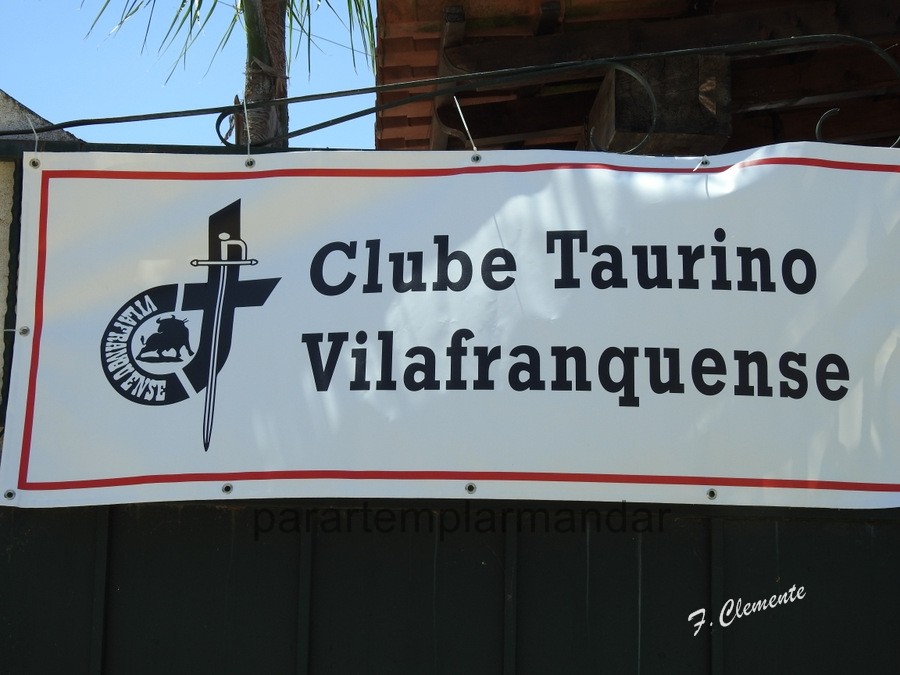 Clube Taurino
Vilafranquense
VILAFRANQUENSE
parartemplarmandar
F. Clemente